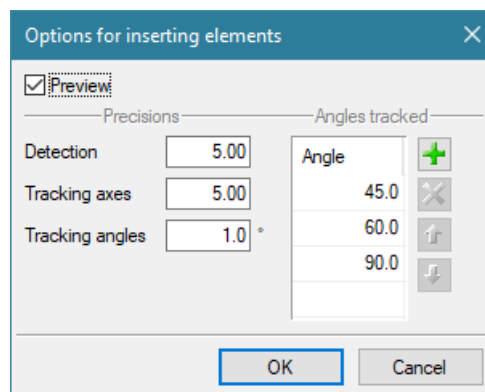 Options for inserting elements
Preview
Precisions
Detection 5.00
Tracking axes 5.00
Tracking angles 1.0 °
Angles tracked
Angle
45.0
60.0
90.0
OK Cancel